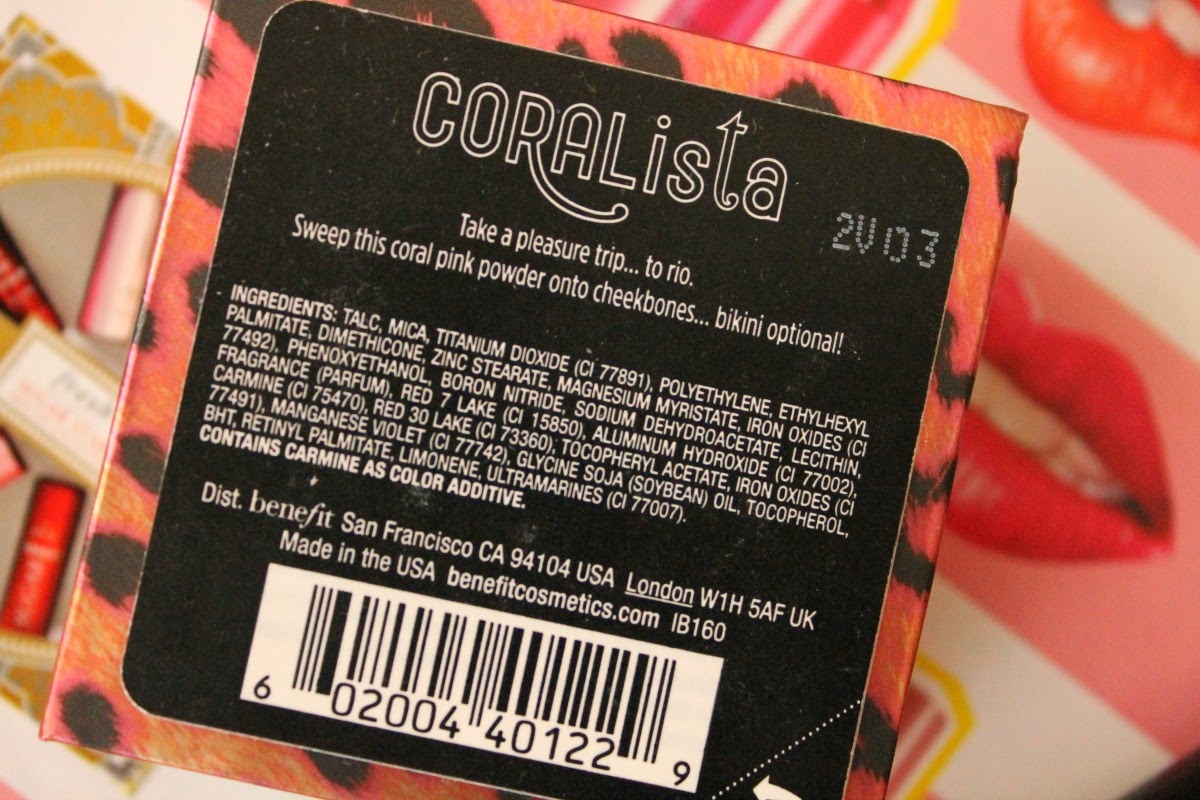 CORALista
2V03
Take a pleasure trip... to rio.
Sweep this coral pink powder onto cheekbones... bikini optional!
INGREDIENTS: TALC, MICA, TITANIUM DIOXIDE (CI 77891), POLYETHYLENE, ETHYLHEXYL
PALMITATE, DIMETHICONE, ZINC STEARATE, MAGNESIUM MYRISTATE, IRON OXIDES (CI
77492), PHENOXYETHANOL, BORON NITRIDE, SODIUM DEHYDROACETATE, LECITHIN,
FRAGRANCE (PARFUM), RED 7 LAKE (CI 15850), ALUMINUM HYDROXIDE (CI 77002),
CARMINE (CI 75470), RED 30 LAKE (CI 73360), TOCOPHERYL ACETATE, IRON OXIDES (CI
77491), MANGANESE VIOLET (CI 77742), GLYCINE SOJA (SOYBEAN) OIL, TOCOPHEROL,
BHT, RETINYL PALMITATE, LIMONENE, ULTRAMARINES (CI 77007).
CONTAINS CARMINE AS COLOR ADDITIVE.
Dist. benefit San Francisco CA 94104 USA London W1H 5AF UK
Made in the USA benefitcosmetics.com IB160
6 02004 40122 9